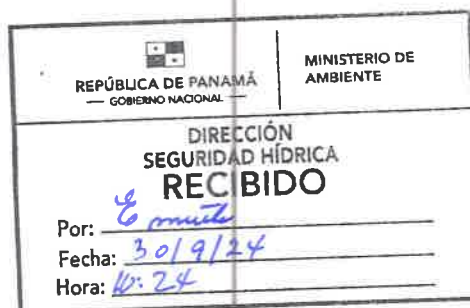 REPÚBLICA DE PANAMÁ
— GOBIERNO NACIONAL —
MINISTERIO DE
AMBIENTE
DIRECCIÓN
SEGURIDAD HÍDRICA
RECIBIDO
Por:
Fecha: 30/9/24
Hora: 10:24